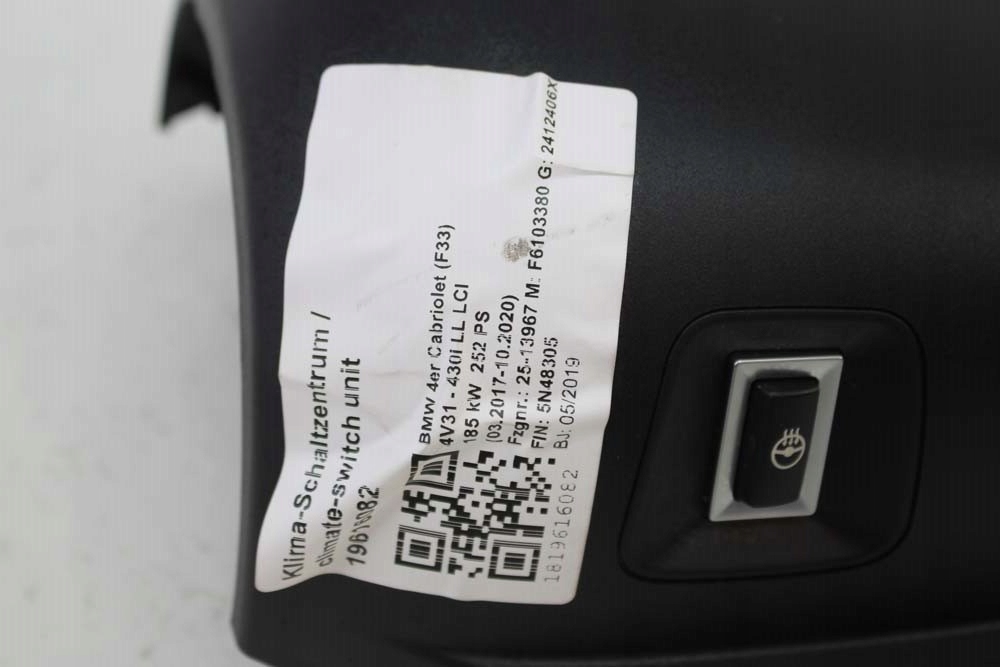 Klima-Schaltzentrum /
climate-switch unit
19616082
BMW 4er Cabriolet (F33)
4V31 - 430i LL LCI
185 kW 252 PS
(03.2017-10.2020)
Fzgnr.: 25-13967 M: F6103380 G: 2412406X
FIN: 5N48305
BJ: 05/2019
1819616082